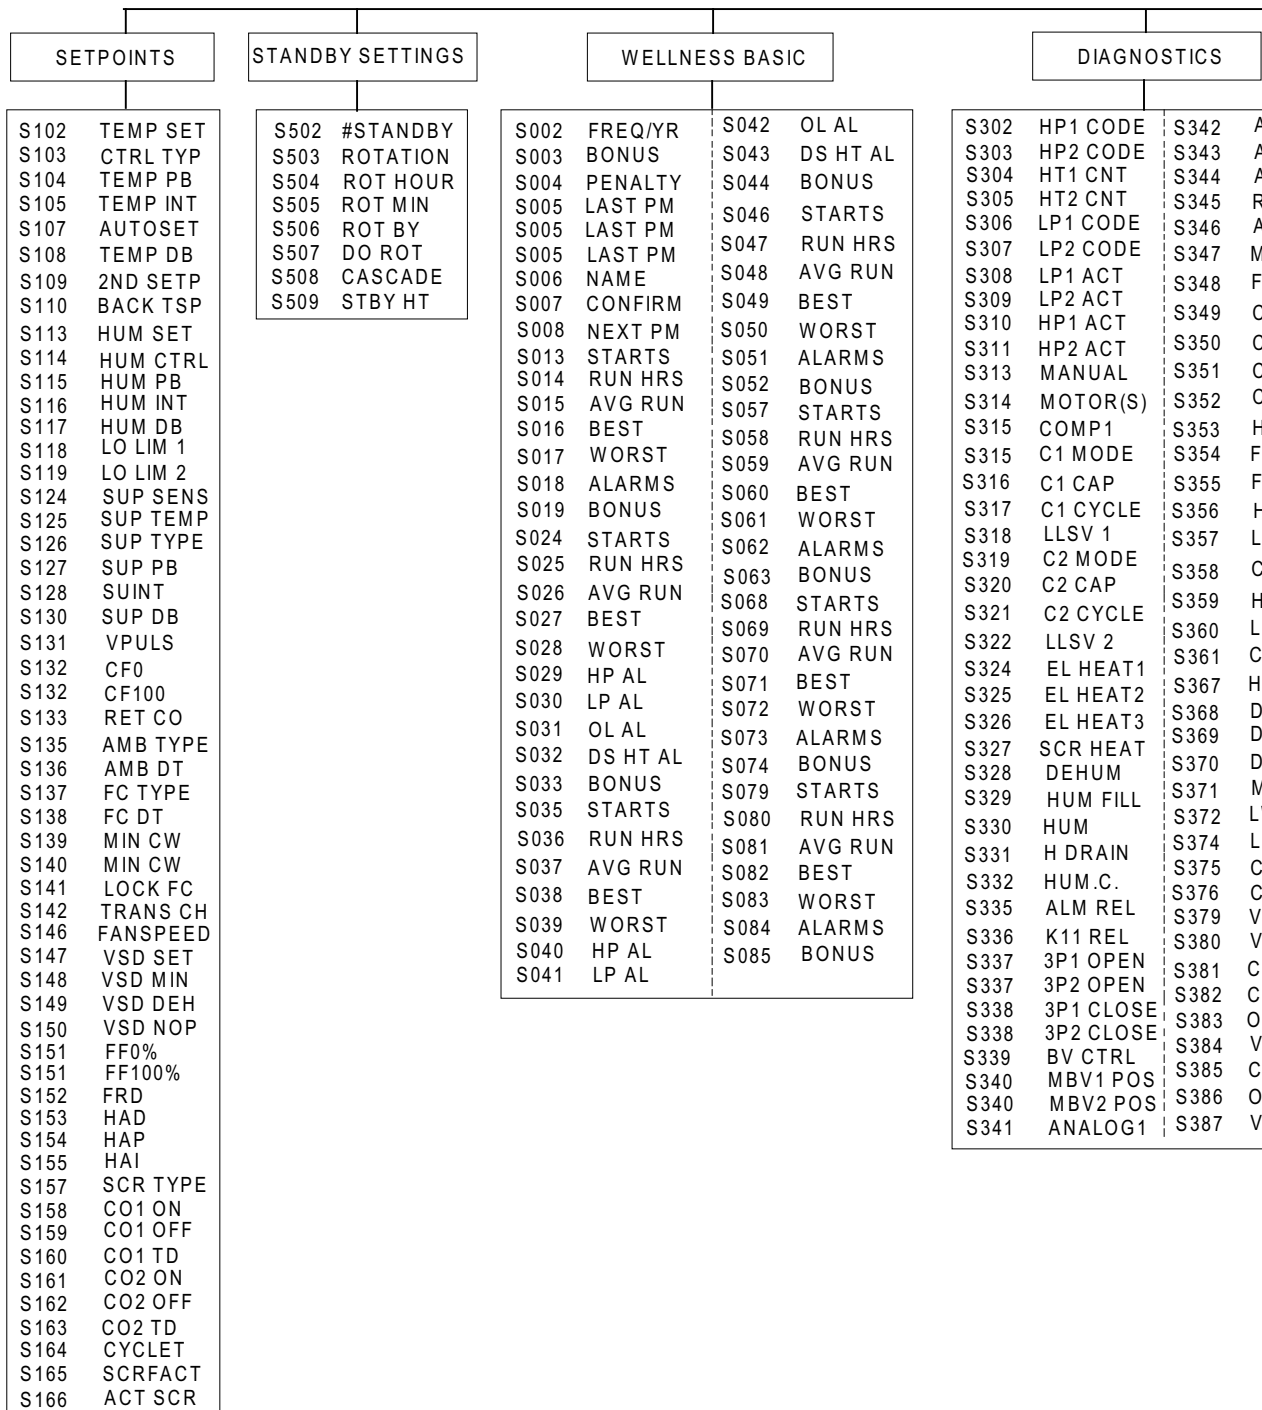 SETPOINTS
S102 TEMP SET
S103 CTRL TYP
S104 TEMP PB
S105 TEMP INT
S107 AUTOSET
S108 TEMP DB
S109 2ND SETP
S110 BACK TSP
S113 HUM SET
S114 HUM CTRL
S115 HUM PB
S116 HUM INT
S117 HUM DB
S118 LO LIM 1
S119 LO LIM 2
S124 SUP SENS
S125 SUP TEMP
S126 SUP TYPE
S127 SUP PB
S128 SUINT
S130 SUP DB
S131 VPULS
S132 CF0
S132 CF100
S133 RET CO
S135 AMB TYPE
S136 AMB DT
S137 FC TYPE
S138 FC DT
S139 MIN CW
S140 MIN CW
S141 LOCK FC
S142 TRANS CH
S146 FANSPEED
S147 VSD SET
S148 VSD MIN
S149 VSD DEH
S150 VSD NOP
S151 FF0%
S151 FF100%
S152 FRD
S153 HAD
S154 HAP
S155 HAI
S157 SCR TYPE
S158 CO1 ON
S159 CO1 OFF
S160 CO1 TD
S161 CO2 ON
S162 CO2 OFF
S163 CO2 TD
S164 CYCLET
S165 SCRFACT
S166 ACT SCR
STANDBY SETTINGS
S502 #STANDBY
S503 ROTATION
S504 ROT HOUR
S505 ROT MIN
S506 ROT BY
S507 DO ROT
S508 CASCADE
S509 STBY HT
WELLNESS BASIC
S002 FREQ/YR
S003 BONUS
S004 PENALTY
S005 LAST PM
S005 LAST PM
S005 LAST PM
S006 NAME
S007 CONFIRM
S008 NEXT PM
S013 STARTS
S014 RUN HRS
S015 AVG RUN
S016 BEST
S017 WORST
S018 ALARMS
S019 BONUS
S024 STARTS
S025 RUN HRS
S026 AVG RUN
S027 BEST
S028 WORST
S029 HP AL
S030 LP AL
S031 OL AL
S032 DS HT AL
S033 BONUS
S035 STARTS
S036 RUN HRS
S037 AVG RUN
S038 BEST
S039 WORST
S040 HP AL
S041 LP AL
S042 OL AL
S043 DS HT AL
S044 BONUS
S046 STARTS
S047 RUN HRS
S048 AVG RUN
S049 BEST
S050 WORST
S051 ALARMS
S052 BONUS
S057 STARTS
S058 RUN HRS
S059 AVG RUN
S060 BEST
S061 WORST
S062 ALARMS
S063 BONUS
S068 STARTS
S069 RUN HRS
S070 AVG RUN
S071 BEST
S072 WORST
S073 ALARMS
S074 BONUS
S079 STARTS
S080 RUN HRS
S081 AVG RUN
S082 BEST
S083 WORST
S084 ALARMS
S085 BONUS
DIAGNOSTICS
S302 HP1 CODE
S303 HP2 CODE
S304 HT1 CNT
S305 HT2 CNT
S306 LP1 CODE
S307 LP2 CODE
S308 LP1 ACT
S309 LP2 ACT
S310 HP1 ACT
S311 HP2 ACT
S313 MANUAL
S314 MOTOR(S)
S315 COMP1
S315 C1 MODE
S316 C1 CAP
S317 C1 CYCLE
S318 LLSV 1
S319 C2 MODE
S320 C2 CAP
S321 C2 CYCLE
S322 LLSV 2
S324 EL HEAT1
S325 EL HEAT2
S326 EL HEAT3
S327 SCR HEAT
S328 DEHUM
S329 HUM FILL
S330 HUM
S331 H DRAIN
S332 HUM.C.
S335 ALM REL
S336 K11 REL
S337 3P1 OPEN
S337 3P2 OPEN
S338 3P1 CLOSE
S338 3P2 CLOSE
S339 BV CTRL
S340 MBV1 POS
S340 MBV2 POS
S341 ANALOG1
S342
S343
S344
S345
S346
S347
S348
S349
S350
S351
S352
S353
S354
S355
S356
S357
S358
S359
S360
S361
S367
S368
S369
S370
S371
S372
S374
S375
S376
S379
S380
S381
S382
S383
S384
S385
S386
S387